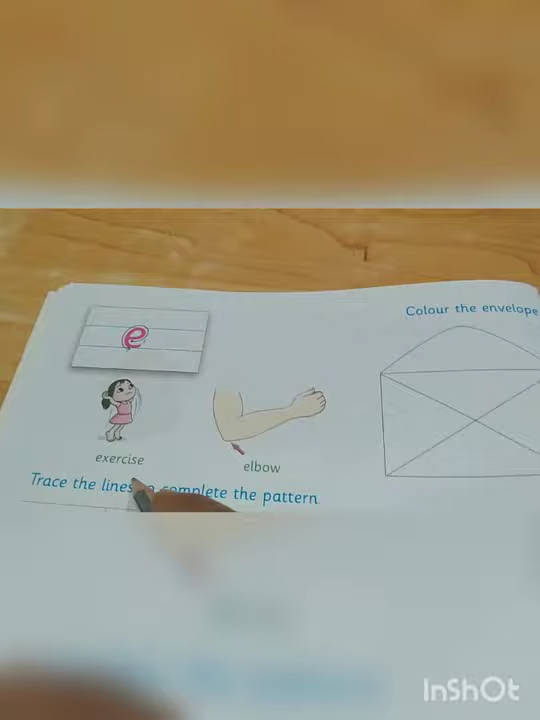 Colour the envelope
e
exercise
elbow
Trace the lines complete the pattern.
InShOt